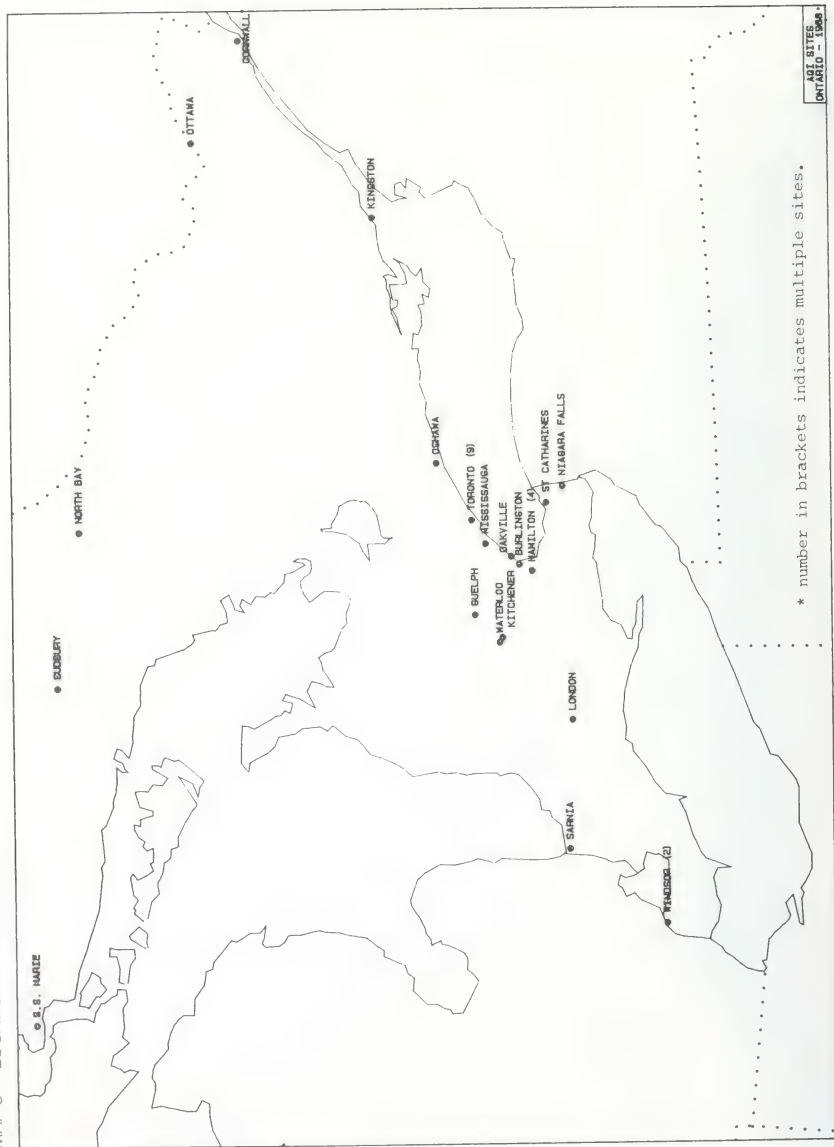 CORNWALL
OTTAWA
KINGSTON
NORTH BAY
OSHAWA
TORONTO (9)
MISSISSAUGA
SUDBURY
GUELPH
OAKVILLE
BURLINGTON
HAMILTON (4)
ST CATHARINES
NIAGARA FALLS
WATERLOO
KITCHENER
LONDON
SARNIA
WINDSOR (2)
S.S. MARIE
* number in brackets indicates multiple sites.
AQI SITES
ONTARIO - 1988